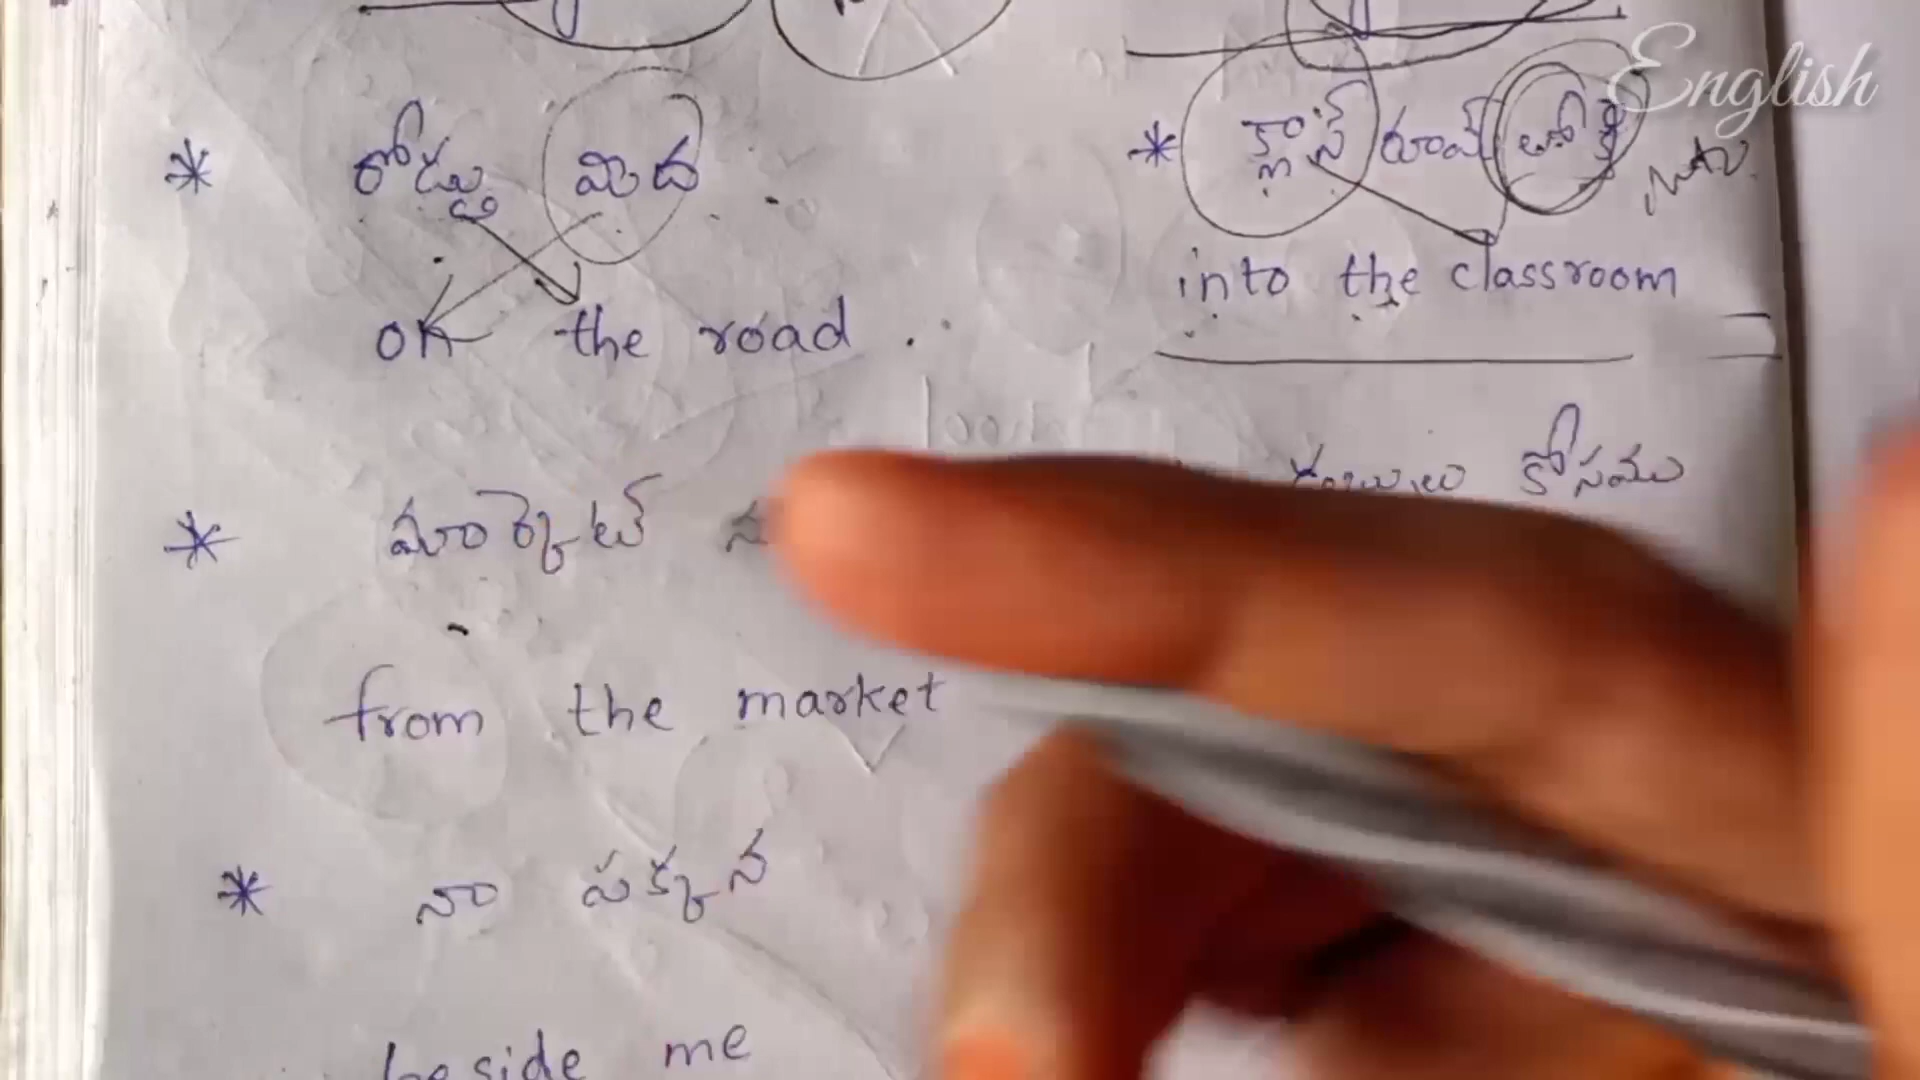 English
* రోడ్డు మీద
on the road .
* క్లాస్ రూమ్ లోకి
into the classroom
* మార్కెట్
from the market
కోసము
* నా పక్కన
beside me